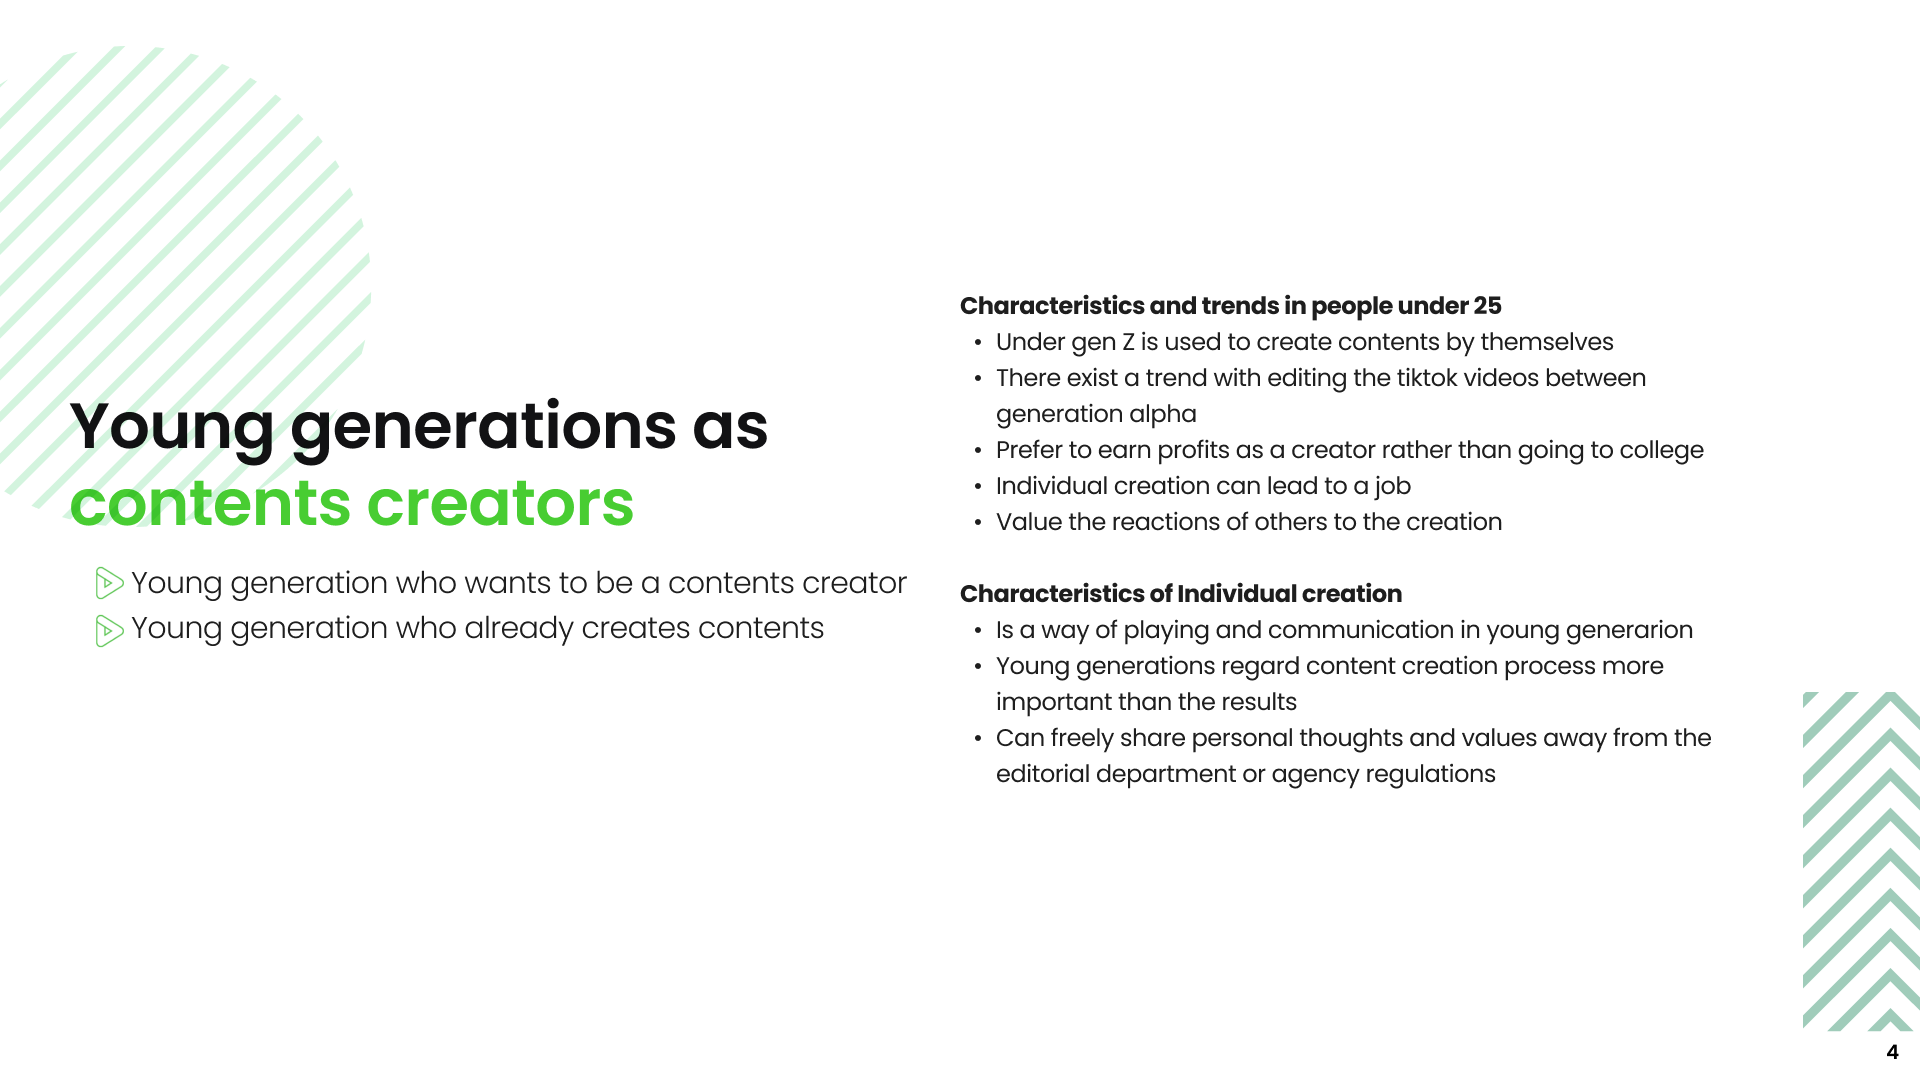 Young generations as
contents creators
Young generation who wants to be a contents creator
Young generation who already creates contents
Characteristics and trends in people under 25
• Under gen Z is used to create contents by themselves
• There exist a trend with editing the tiktok videos between
generation alpha
• Prefer to earn profits as a creator rather than going to college
• Individual creation can lead to a job
• Value the reactions of others to the creation
Characteristics of Individual creation
• Is a way of playing and communication in young generarion
• Young generations regard content creation process more
important than the results
• Can freely share personal thoughts and values away from the
editorial department or agency regulations
4